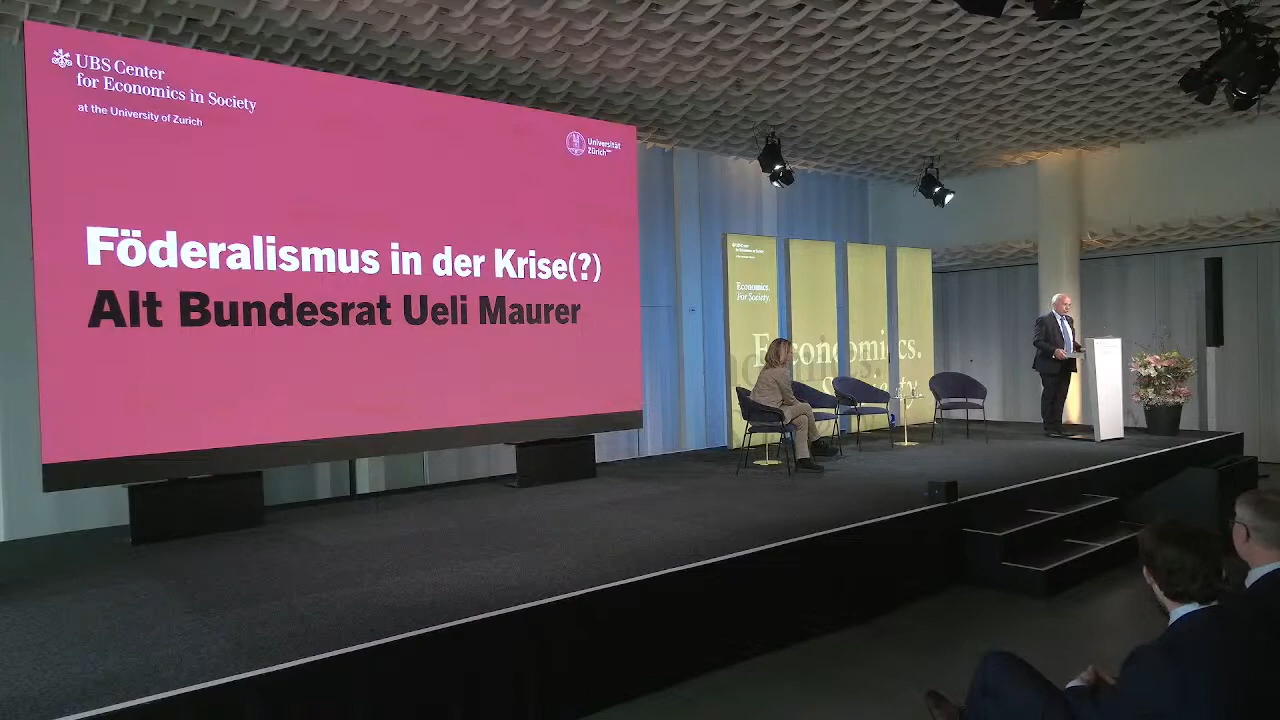 UBS Center
for Economics in Society
at the University of Zurich
Universität
Zürich
Föderalismus in der Krise(?)
Alt Bundesrat Ueli Maurer
Economics.
For Society.
Economics.